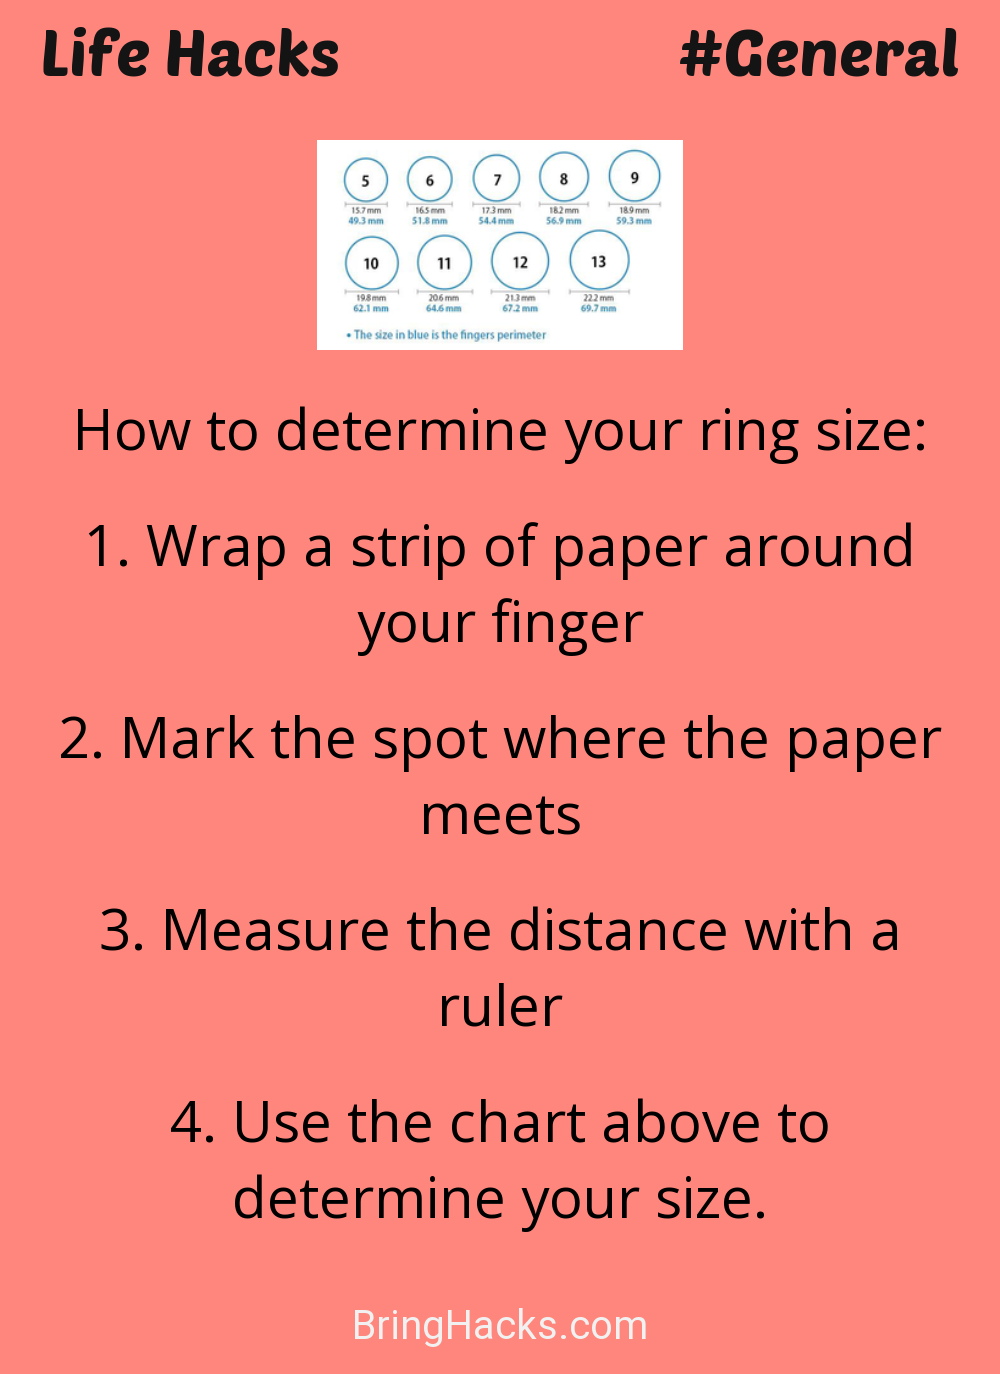 Life Hacks #General
5 6 7 8 9
15.7 mm 16.5 mm 17.3 mm 18.2 mm 18.9 mm
49.3 mm 51.8 mm 54.4 mm 56.9 mm 59.3 mm
10 11 12 13
19.8 mm 20.6 mm 21.3 mm 22.2 mm
62.1 mm 64.6 mm 67.2 mm 69.7 mm
• The size in blue is the fingers perimeter
How to determine your ring size:
1. Wrap a strip of paper around
your finger
2. Mark the spot where the paper
meets
3. Measure the distance with a
ruler
4. Use the chart above to
determine your size.
BringHacks.com